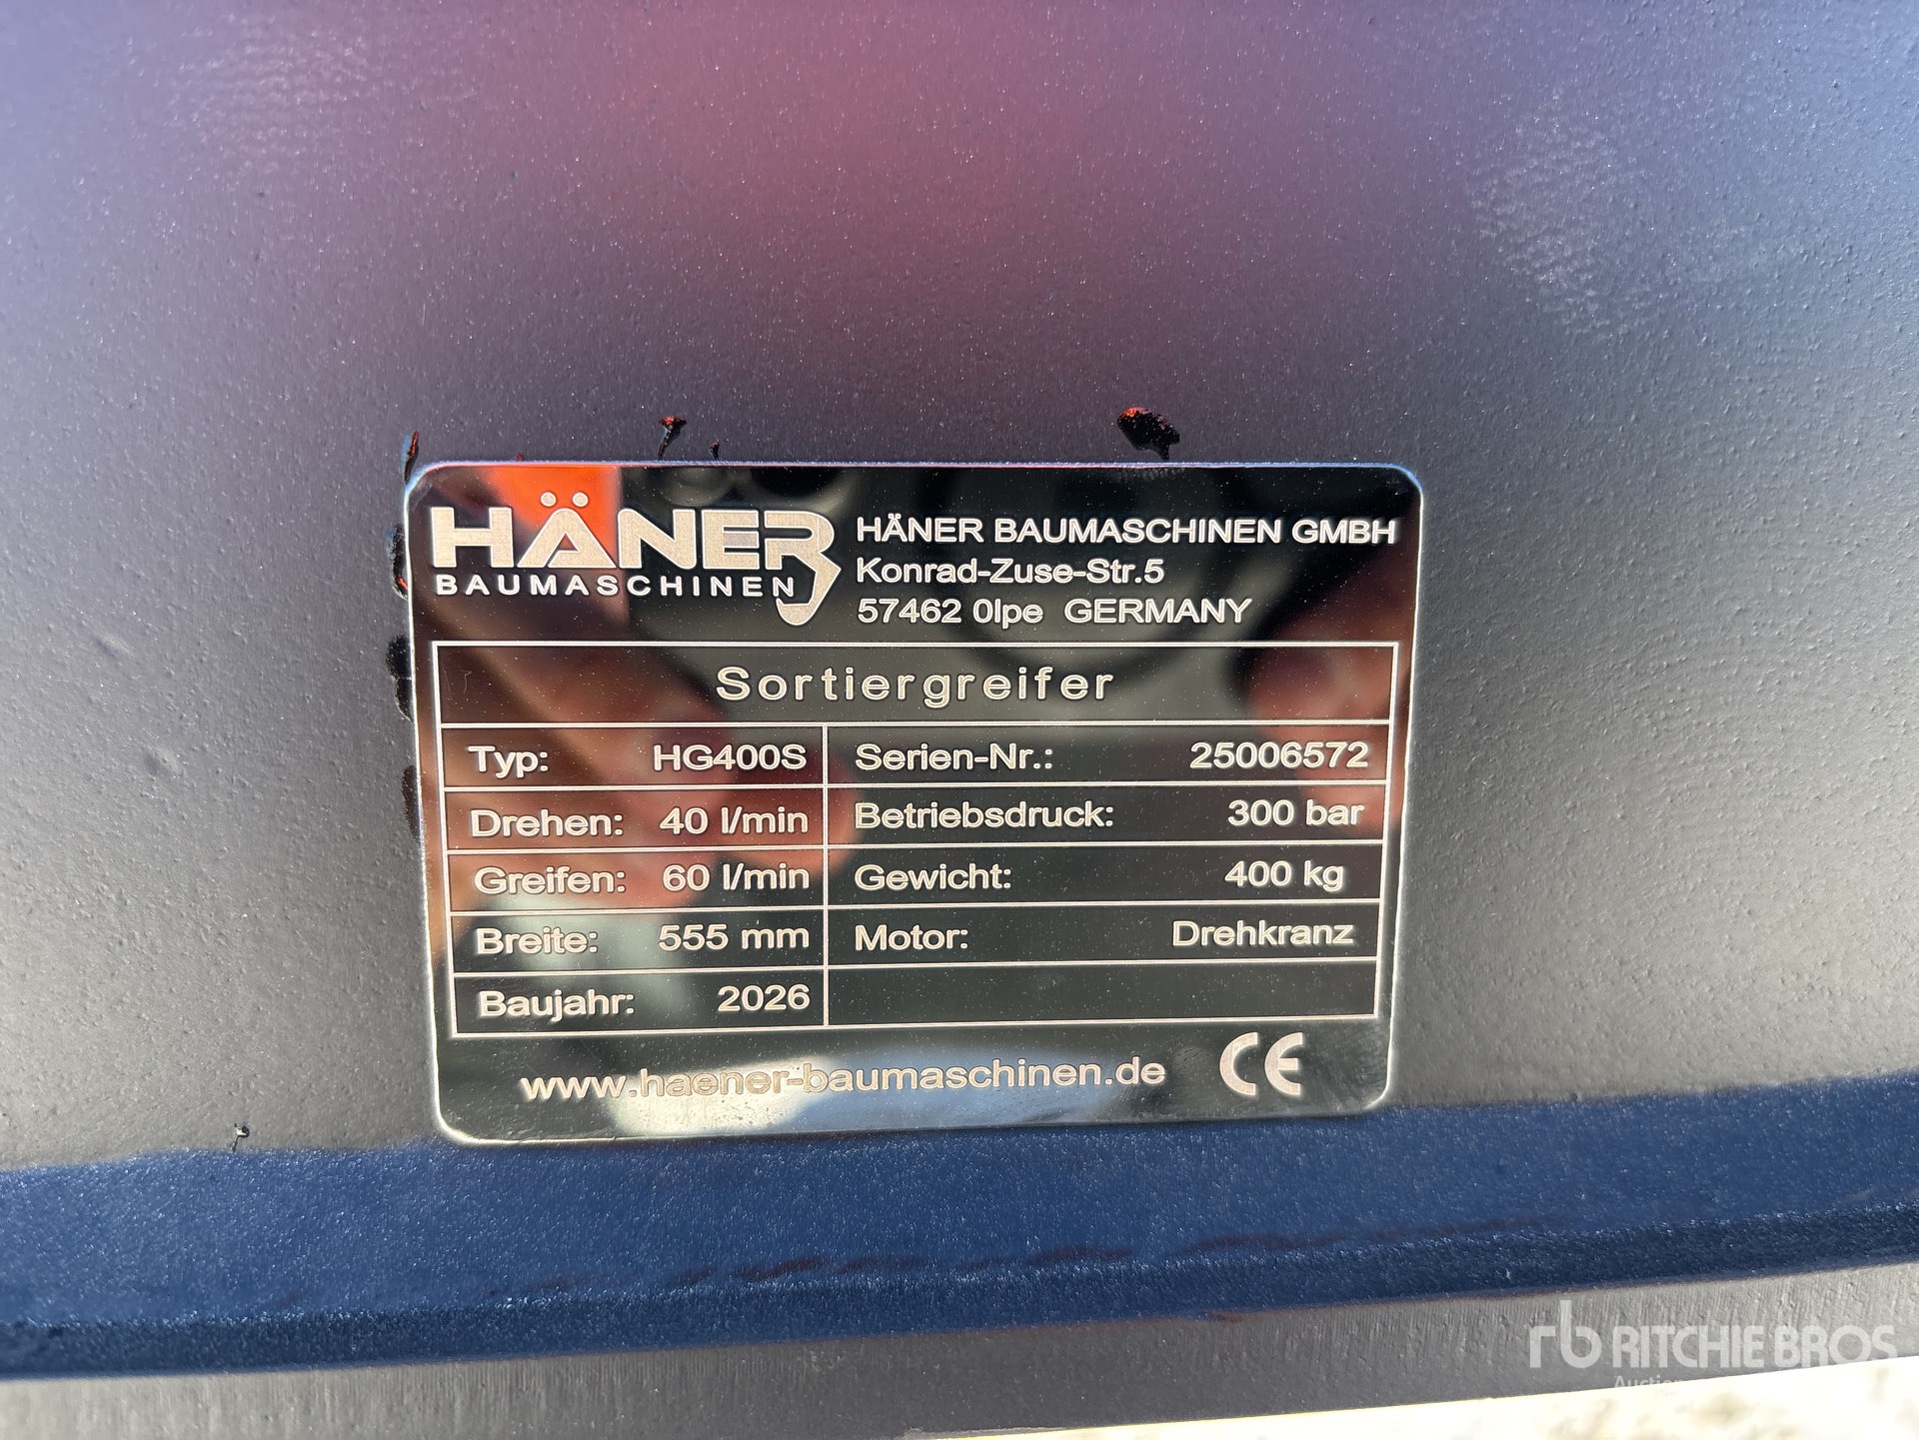 HÄNER
BAUMASCHINEN
HÄNER BAUMASCHINEN GMBH
Konrad-Zuse-Str.5
57462 0lpe GERMANY
Sortiergreifer
Typ: HG400S Serien-Nr.: 25006572
Drehen: 40 l/min Betriebsdruck: 300 bar
Greifen: 60 l/min Gewicht: 400 kg
Breite: 555 mm Motor: Drehkranz
Baujahr: 2026
www.haener-baumaschinen.de CE
rb RITCHIE BROS